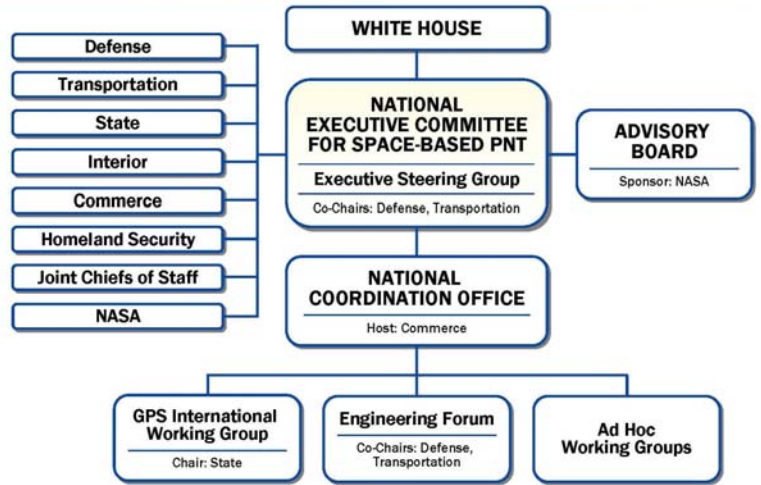 WHITE HOUSE
Defense
Transportation
State
Interior
Commerce
Homeland Security
Joint Chiefs of Staff
NASA
NATIONAL
EXECUTIVE COMMITTEE
FOR SPACE-BASED PNT
Executive Steering Group
Co-Chairs: Defense, Transportation
ADVISORY
BOARD
Sponsor: NASA
NATIONAL
COORDINATION OFFICE
Host: Commerce
GPS International
Working Group
Chair: State
Engineering Forum
Co-Chairs: Defense,
Transportation
Ad Hoc
Working Groups